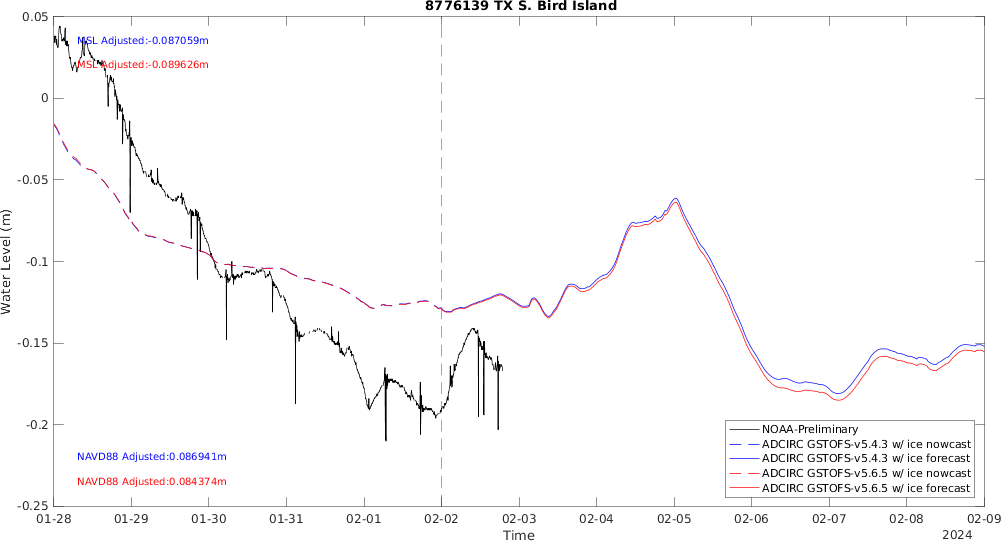 8776139 TX S. Bird Island
0.05
MSL Adjusted:-0.087059m
MSL Adjusted:-0.089626m
0
-0.05
-0.1
-0.15
-0.2
-0.25
Water Level (m)
NAVD88 Adjusted:0.086941m
NAVD88 Adjusted:0.084374m
NOAA-Preliminary
ADCIRC GSTOFS-v5.4.3 w/ ice nowcast
ADCIRC GSTOFS-v5.4.3 w/ ice forecast
ADCIRC GSTOFS-v5.6.5 w/ ice nowcast
ADCIRC GSTOFS-v5.6.5 w/ ice forecast
01-28 01-29 01-30 01-31 02-01 02-02 02-03 02-04 02-05 02-06 02-07 02-08 02-09
Time
2024